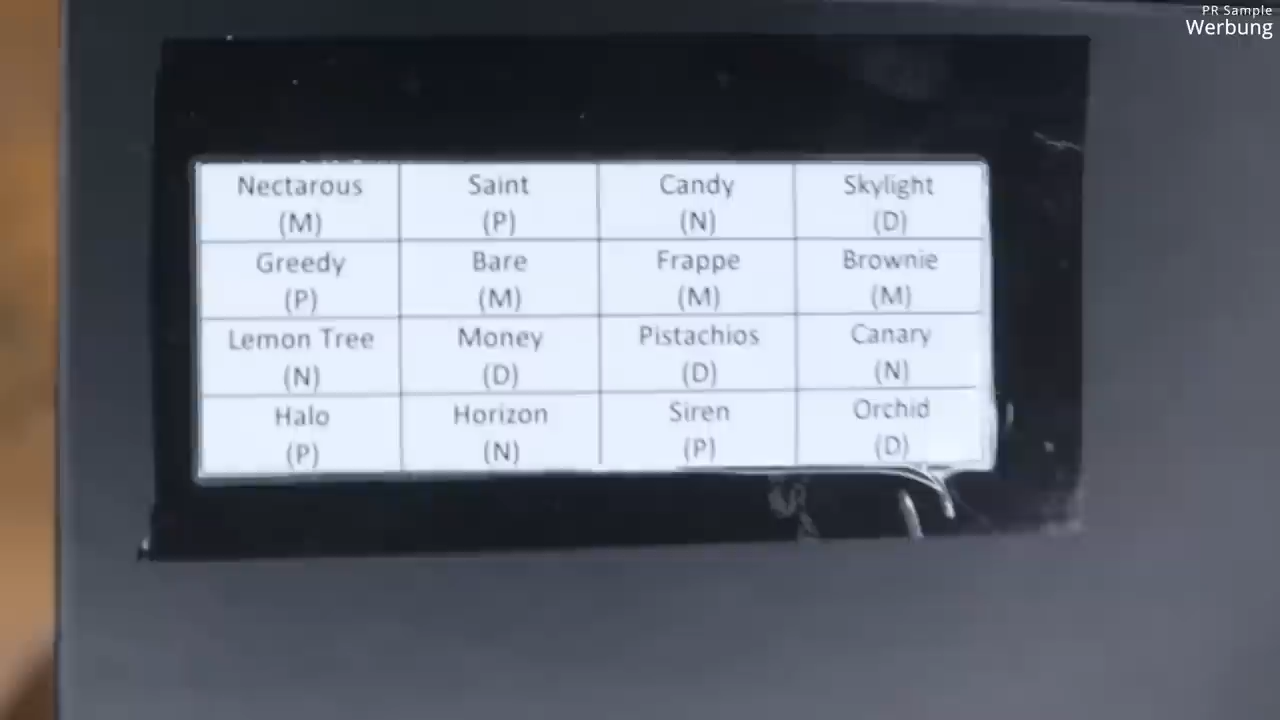 PR Sample
Werbung
Nectarous Saint Candy Skylight
(M) (P) (N) (D)
Greedy Bare Frappe Brownie
(P) (M) (M) (M)
Lemon Tree Money Pistachios Canary
(N) (D) (D) (N)
Halo Horizon Siren Orchid
(P) (N) (P) (D)